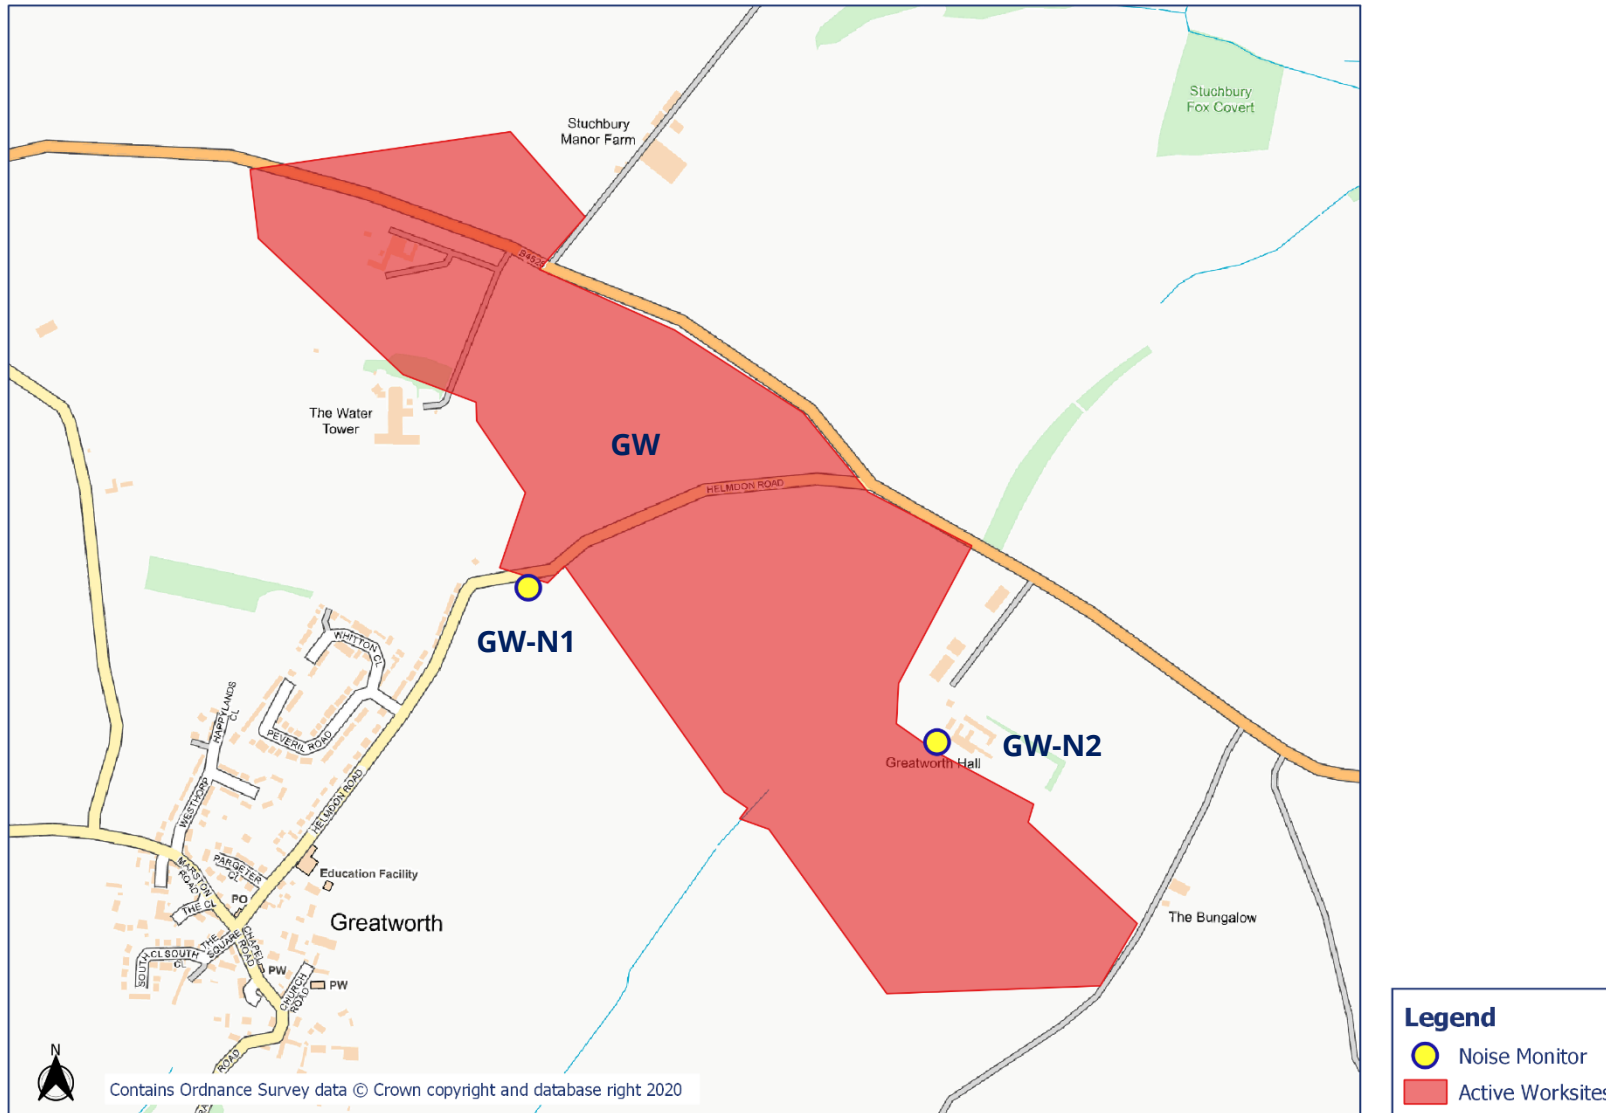 Stuchbury
Fox Covert
Stuchbury
Manor Farm
B4525
The Water
Tower
GW
HELMDON ROAD
GW-N1
WHITTON CL
HAPPYLANDS
CL
PEVERIL ROAD
GW-N2
Greatworth Hall
WESTHORP
HELMDON ROAD
MARSTON
ROAD
PARGETER
CL
Education Facility
PO
THE CL
Greatworth
The Bungalow
THE
SQUARE
CHAPEL
ROAD
SOUTH CL
SOUTH
CL
PW
PW
CHURCH
ROAD
ROAD
N
Contains Ordnance Survey data © Crown copyright and database right 2020
Legend
Noise Monitor
Active Worksites